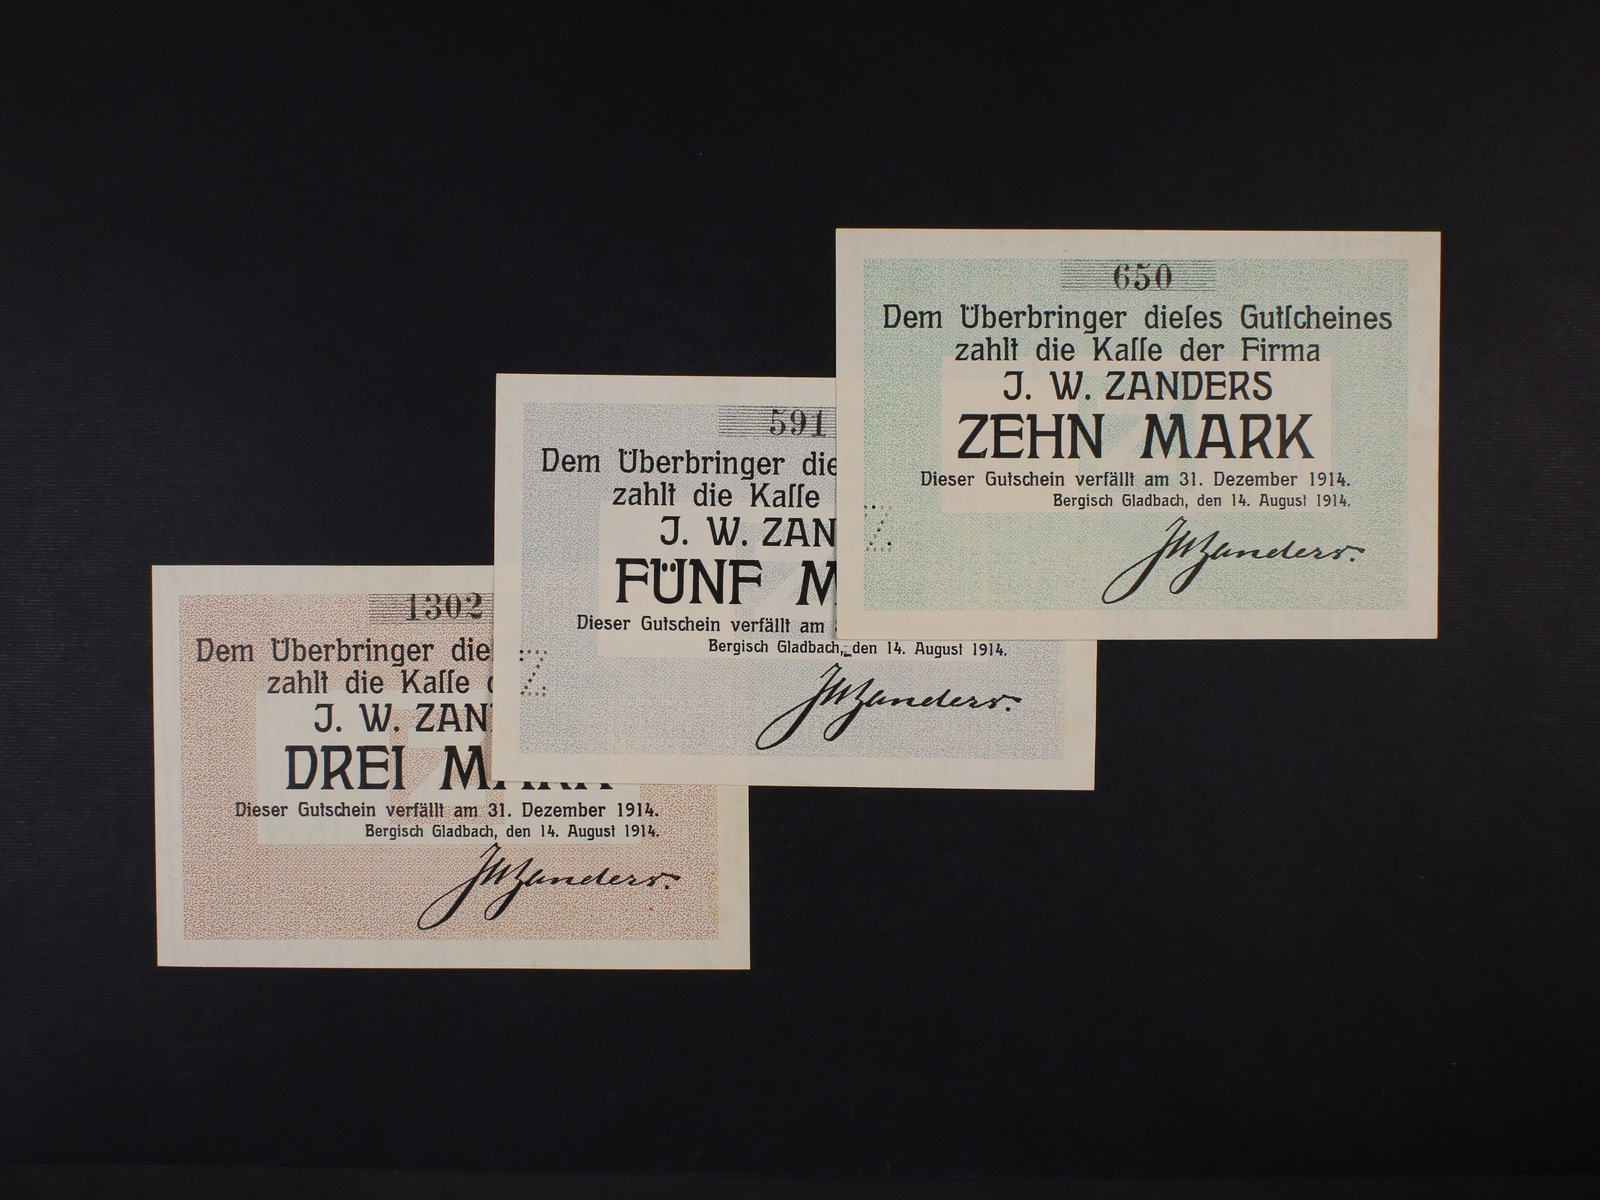 650
Dem Überbringer dieſes Gutſcheines
zahlt die Kaſſe der Firma
J. W. ZANDERS
ZEHN MARK
Dieser Gutschein verfällt am 31. Dezember 1914.
Bergisch Gladbach, den 14. August 1914.
JWZanders.
Z.
591
Dem Überbringer die
zahlt die Kaſſe
J. W. ZAN
FÜNF M
Dieser Gutschein verfällt am
Bergisch Gladbach, den 14. August 1914.
JWZanders.
Z
1302
Dem Überbringer die
zahlt die Kaſſe
J. W. ZAN
DREI MARK
Dieser Gutschein verfällt am 31. Dezember 1914.
Bergisch Gladbach, den 14. August 1914.
JWZanders.